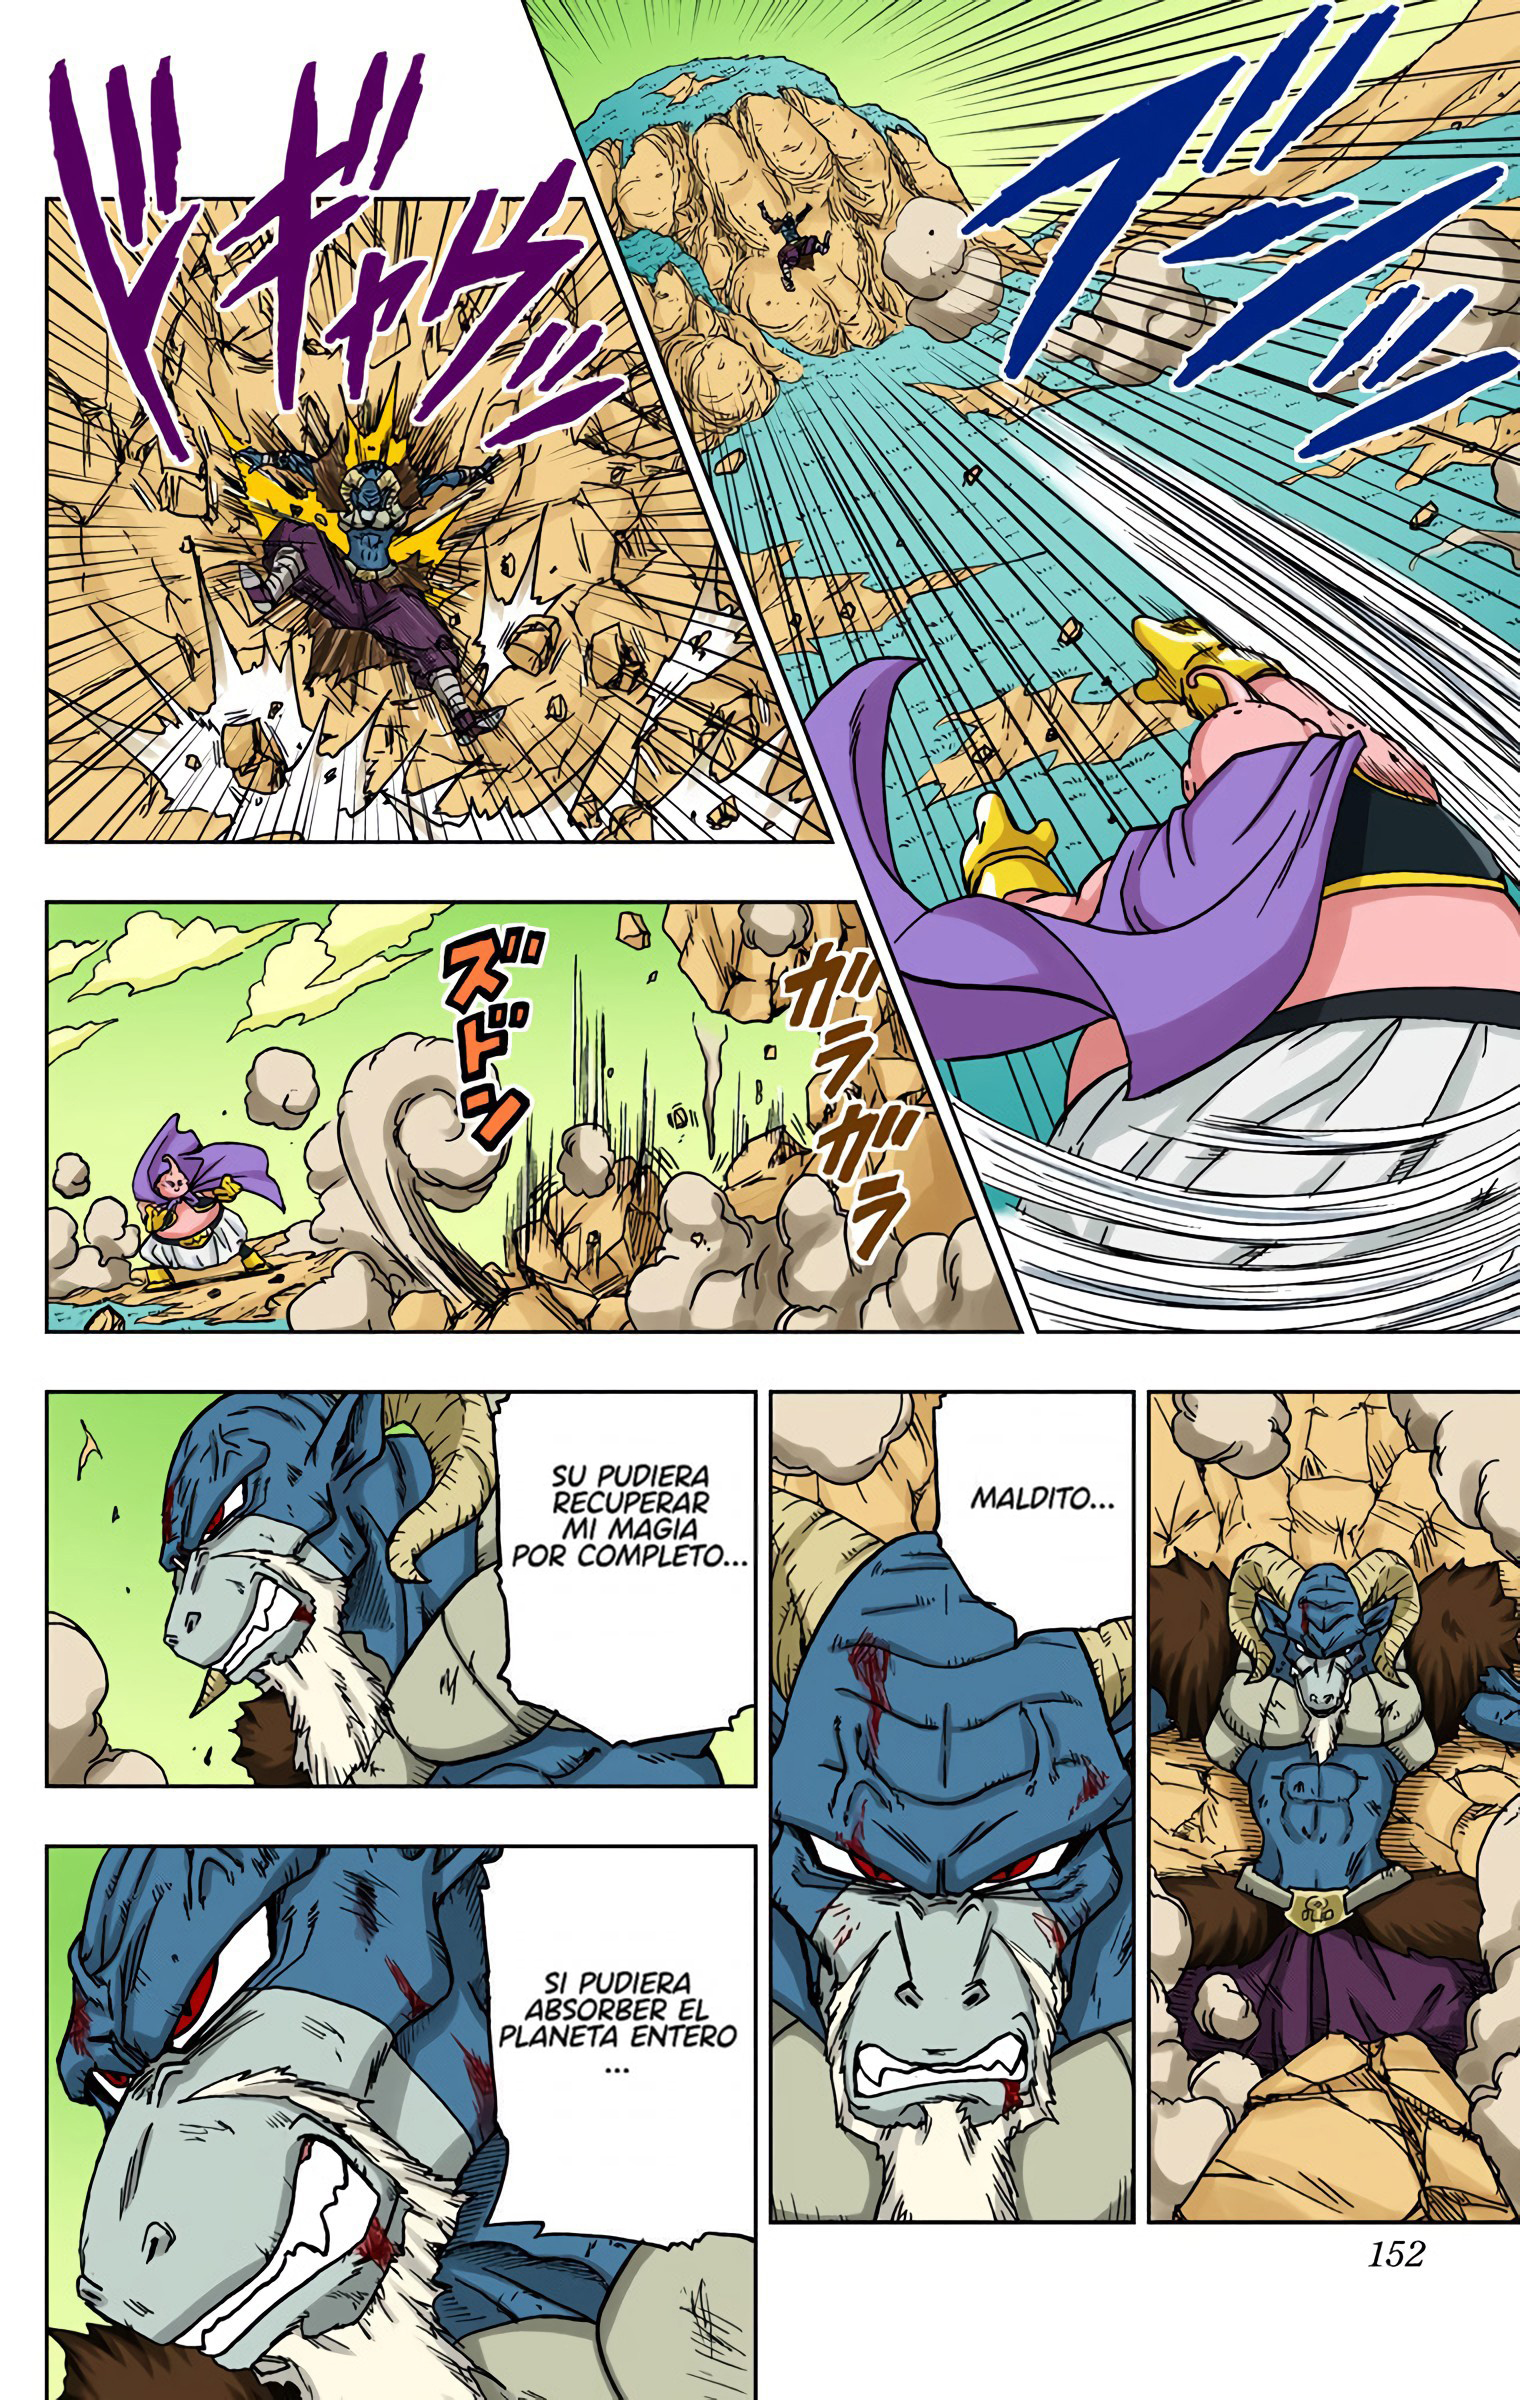 ブンッ
ドギャウッ
ズドン
ガラガラ
MALDITO...
SU PUDIERA
RECUPERAR
MI MAGIA
POR COMPLETO...
SI PUDIERA
ABSORBER EL
PLANETA ENTERO
...
152